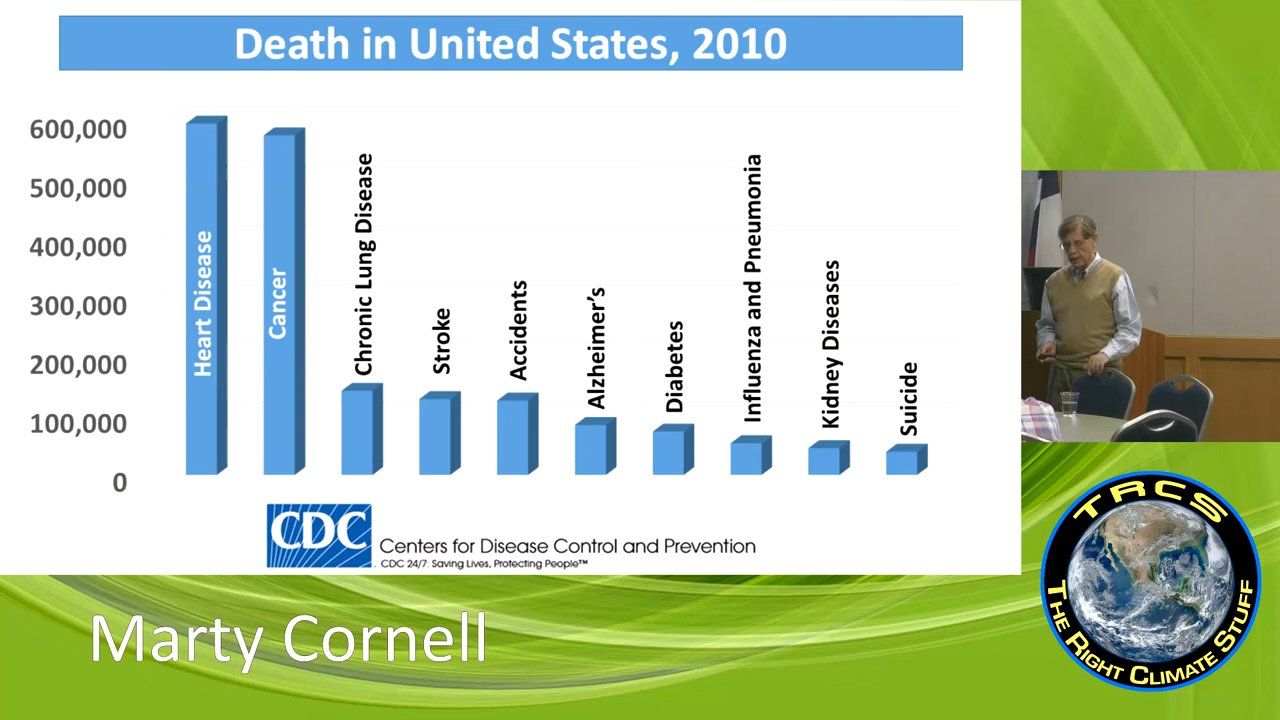 Death in United States, 2010
600,000
500,000
400,000
300,000
200,000
100,000
0
Heart Disease
Cancer
Chronic Lung Disease
Stroke
Accidents
Alzheimer’s
Diabetes
Influenza and Pneumonia
Kidney Diseases
Suicide
CDC
Centers for Disease Control and Prevention
CDC 24/7. Saving Lives, Protecting People™
Marty Cornell
TRCS
THE RIGHT CLIMATE STUFF